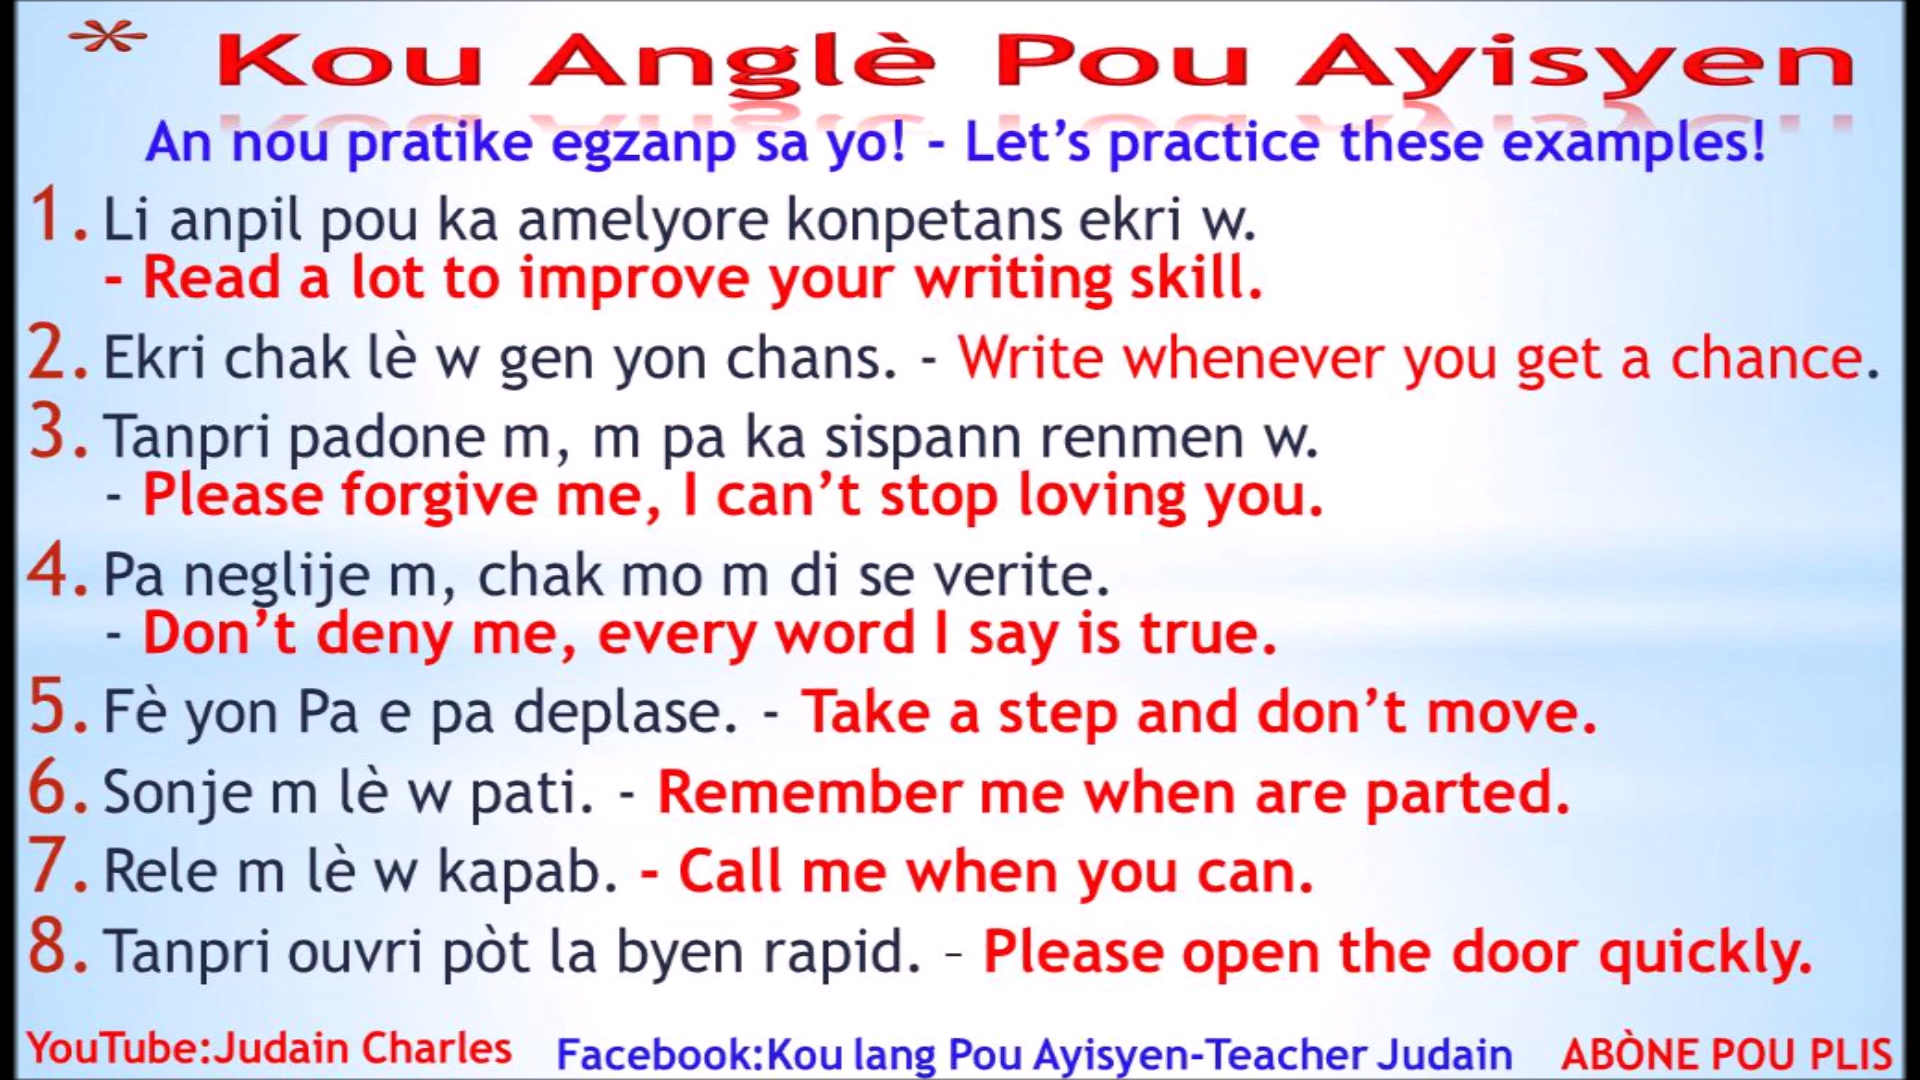 * Kou Anglè Pou Ayisyen
An nou pratike egzanp sa yo! - Let's practice these examples!
1. Li anpil pou ka amelyore konpetans ekri w.
- Read a lot to improve your writing skill.
2. Ekri chak lè w gen yon chans. - Write whenever you get a chance.
3. Tanpri padone m, m pa ka sispann renmen w.
- Please forgive me, I can't stop loving you.
4. Pa neglije m, chak mo m di se verite.
- Don't deny me, every word I say is true.
5. Fè yon Pa e pa deplase. - Take a step and don't move.
6. Sonje m lè w pati. - Remember me when are parted.
7. Rele m lè w kapab. - Call me when you can.
8. Tanpri ouvri pòt la byen rapid. – Please open the door quickly.
YouTube:Judain Charles Facebook:Kou lang Pou Ayisyen-Teacher Judain ABÒNE POU PLIS